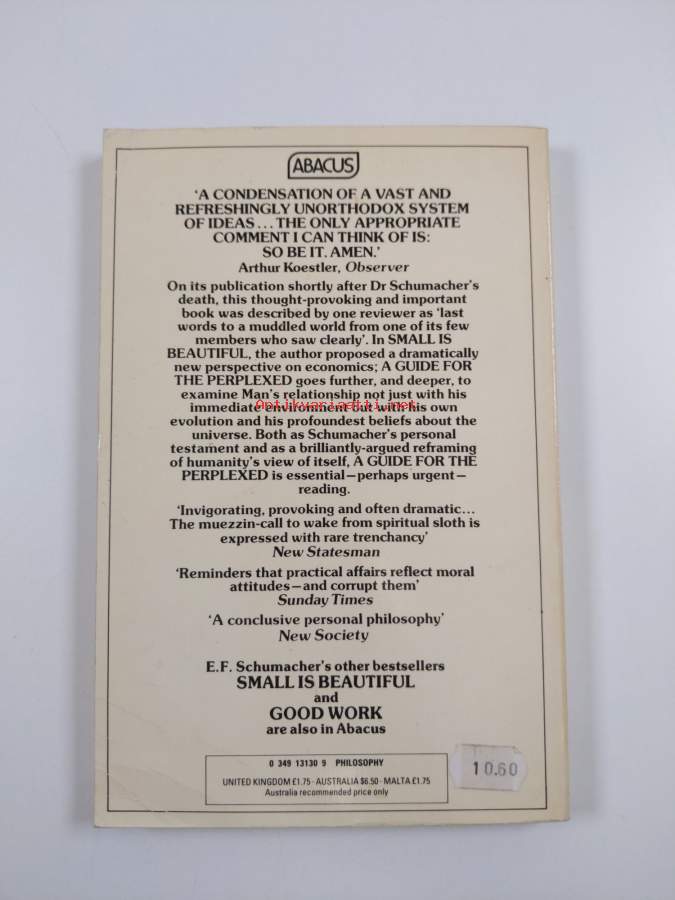 ABACUS
‘A CONDENSATION OF A VAST AND
REFRESHINGLY UNORTHODOX SYSTEM
OF IDEAS... THE ONLY APPROPRIATE
COMMENT I CAN THINK OF IS:
SO BE IT. AMEN.’
Arthur Koestler, Observer
On its publication shortly after Dr Schumacher’s
death, this thought-provoking and important
book was described by one reviewer as ‘last
words to a muddled world from one of its few
members who saw clearly’. In SMALL IS
BEAUTIFUL, the author proposed a dramatically
new perspective on economics; A GUIDE FOR
THE PERPLEXED goes further, and deeper, to
examine Man’s relationship not just with his
immediate environment but with his own
Antikvariaatti.net
evolution and his profoundest beliefs about the
universe. Both as Schumacher’s personal
testament and as a brilliantly-argued reframing
of humanity’s view of itself, A GUIDE FOR THE
PERPLEXED is essential—perhaps urgent—
reading.
‘Invigorating, provoking and often dramatic...
The muezzin-call to wake from spiritual sloth is
expressed with rare trenchancy’
New Statesman
‘Reminders that practical affairs reflect moral
attitudes—and corrupt them’
Sunday Times
‘A conclusive personal philosophy’
New Society
E.F. Schumacher’s other bestsellers
SMALL IS BEAUTIFUL
and
GOOD WORK
are also in Abacus
0 349 13130 9 PHILOSOPHY
UNITED KINGDOM £1.75 · AUSTRALIA $6.50 · MALTA £1.75
Australia recommended price only
10.60